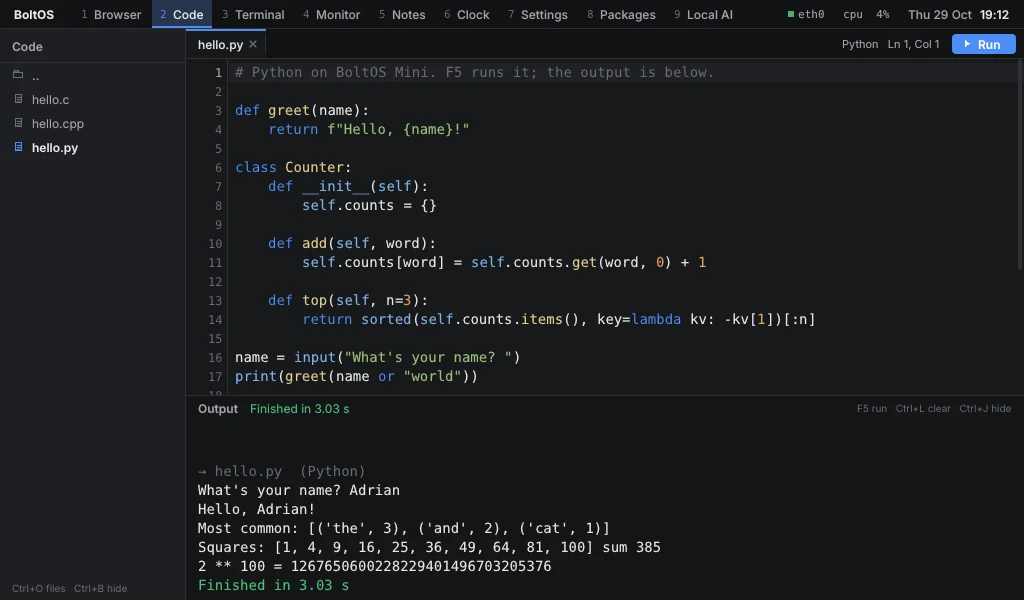 BoltOS 1 Browser 2 Code 3 Terminal 4 Monitor 5 Notes 6 Clock 7 Settings 8 Packages 9 Local AI eth0 cpu 4% Thu 29 Oct 19:12
Code
..
hello.c
hello.cpp
hello.py
Ctrl+O files Ctrl+B hide
hello.py × Python Ln 1, Col 1 Run
1 # Python on BoltOS Mini. F5 runs it; the output is below.
2
3 def greet(name):
4     return f"Hello, {name}!"
5
6 class Counter:
7     def __init__(self):
8         self.counts = {}
9
10     def add(self, word):
11         self.counts[word] = self.counts.get(word, 0) + 1
12
13     def top(self, n=3):
14         return sorted(self.counts.items(), key=lambda kv: -kv[1])[:n]
15
16 name = input("What's your name? ")
17 print(greet(name or "world"))
18
Output Finished in 3.03 s F5 run Ctrl+L clear Ctrl+J hide
→ hello.py  (Python)
What's your name? Adrian
Hello, Adrian!
Most common: [('the', 3), ('and', 2), ('cat', 1)]
Squares: [1, 4, 9, 16, 25, 36, 49, 64, 81, 100] sum 385
2 ** 100 = 1267650600228229401496703205376
Finished in 3.03 s